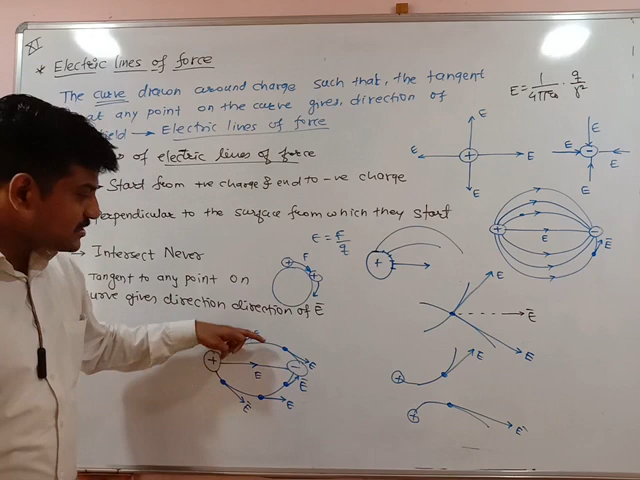 XI
* Electric lines of force
The curve drawn around charge such that, the tangent
at any point on the curve gives, direction of
field → Electric lines of force
E = 1/4πε₀ · q/r²
of electric lines of force
→ Start from +ve charge & end to -ve charge
Perpendicular to the surface from which they start
→ Intersect Never
Tangent to any point on
curve gives direction direction of E̅
E = F/q
+
E
E
E
E
-
E
E
E
E
+
F
+
+
+
E
-
E̅
E
E̅
E
+
E
+
E
+
E
-
E
E̅
E
E